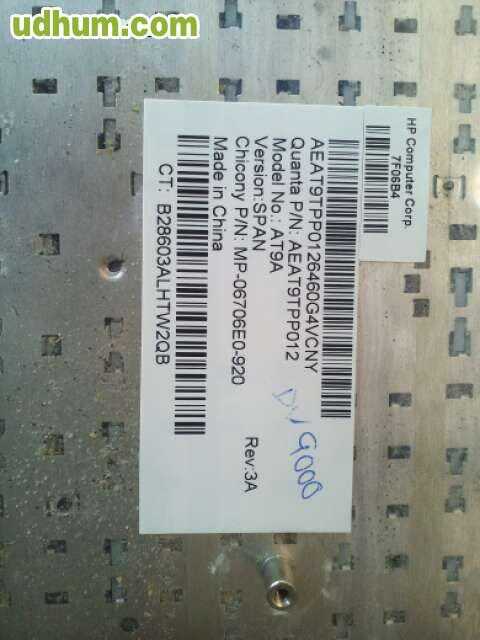 udhum.com
HP Computer Corp.
7F06B4
AEAT9TPP0126460G4VCNY
Quanta P/N: AEAT9TPP012
Model No.: AT9A
Version:SPAN
Chicony P/N: MP-06706E0-920
Rev:3A
Made in China
CT: B28603ALHTW2QB
DV9000